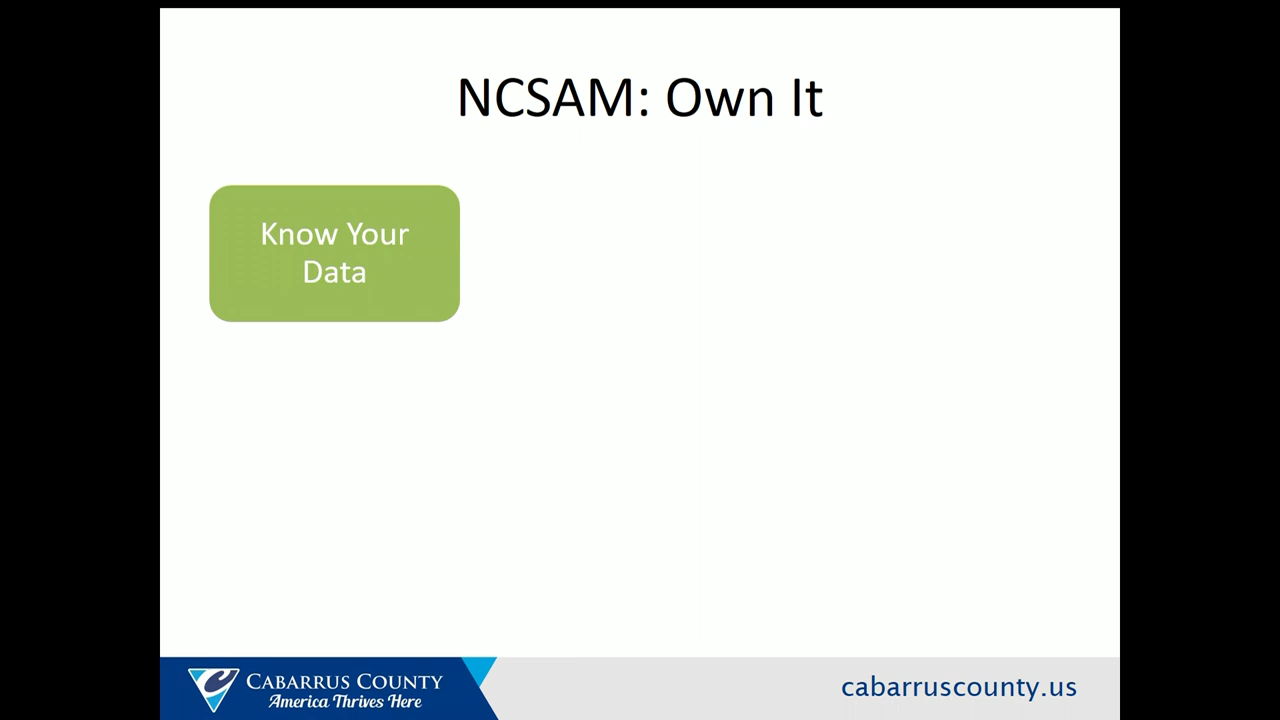 NCSAM: Own It
Know Your
Data
CABARRUS COUNTY
America Thrives Here
cabarruscounty.us